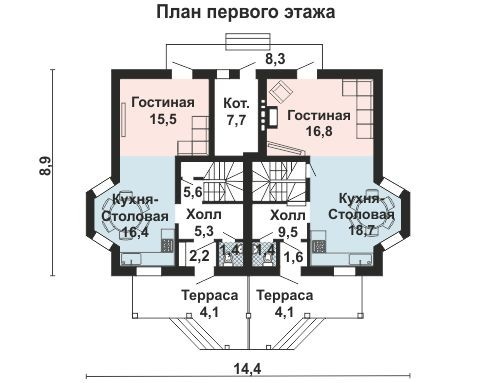 План первого этажа
8,3
Гостиная
15,5
Кот.
7,7
Гостиная
16,8
8,9
5,6
Кухня-
Столовая
16,4
Холл
5,3
Холл
9,5
Кухня-
Столовая
18,7
2,2
1,4
1,4
1,6
Терраса
4,1
Терраса
4,1
14,4